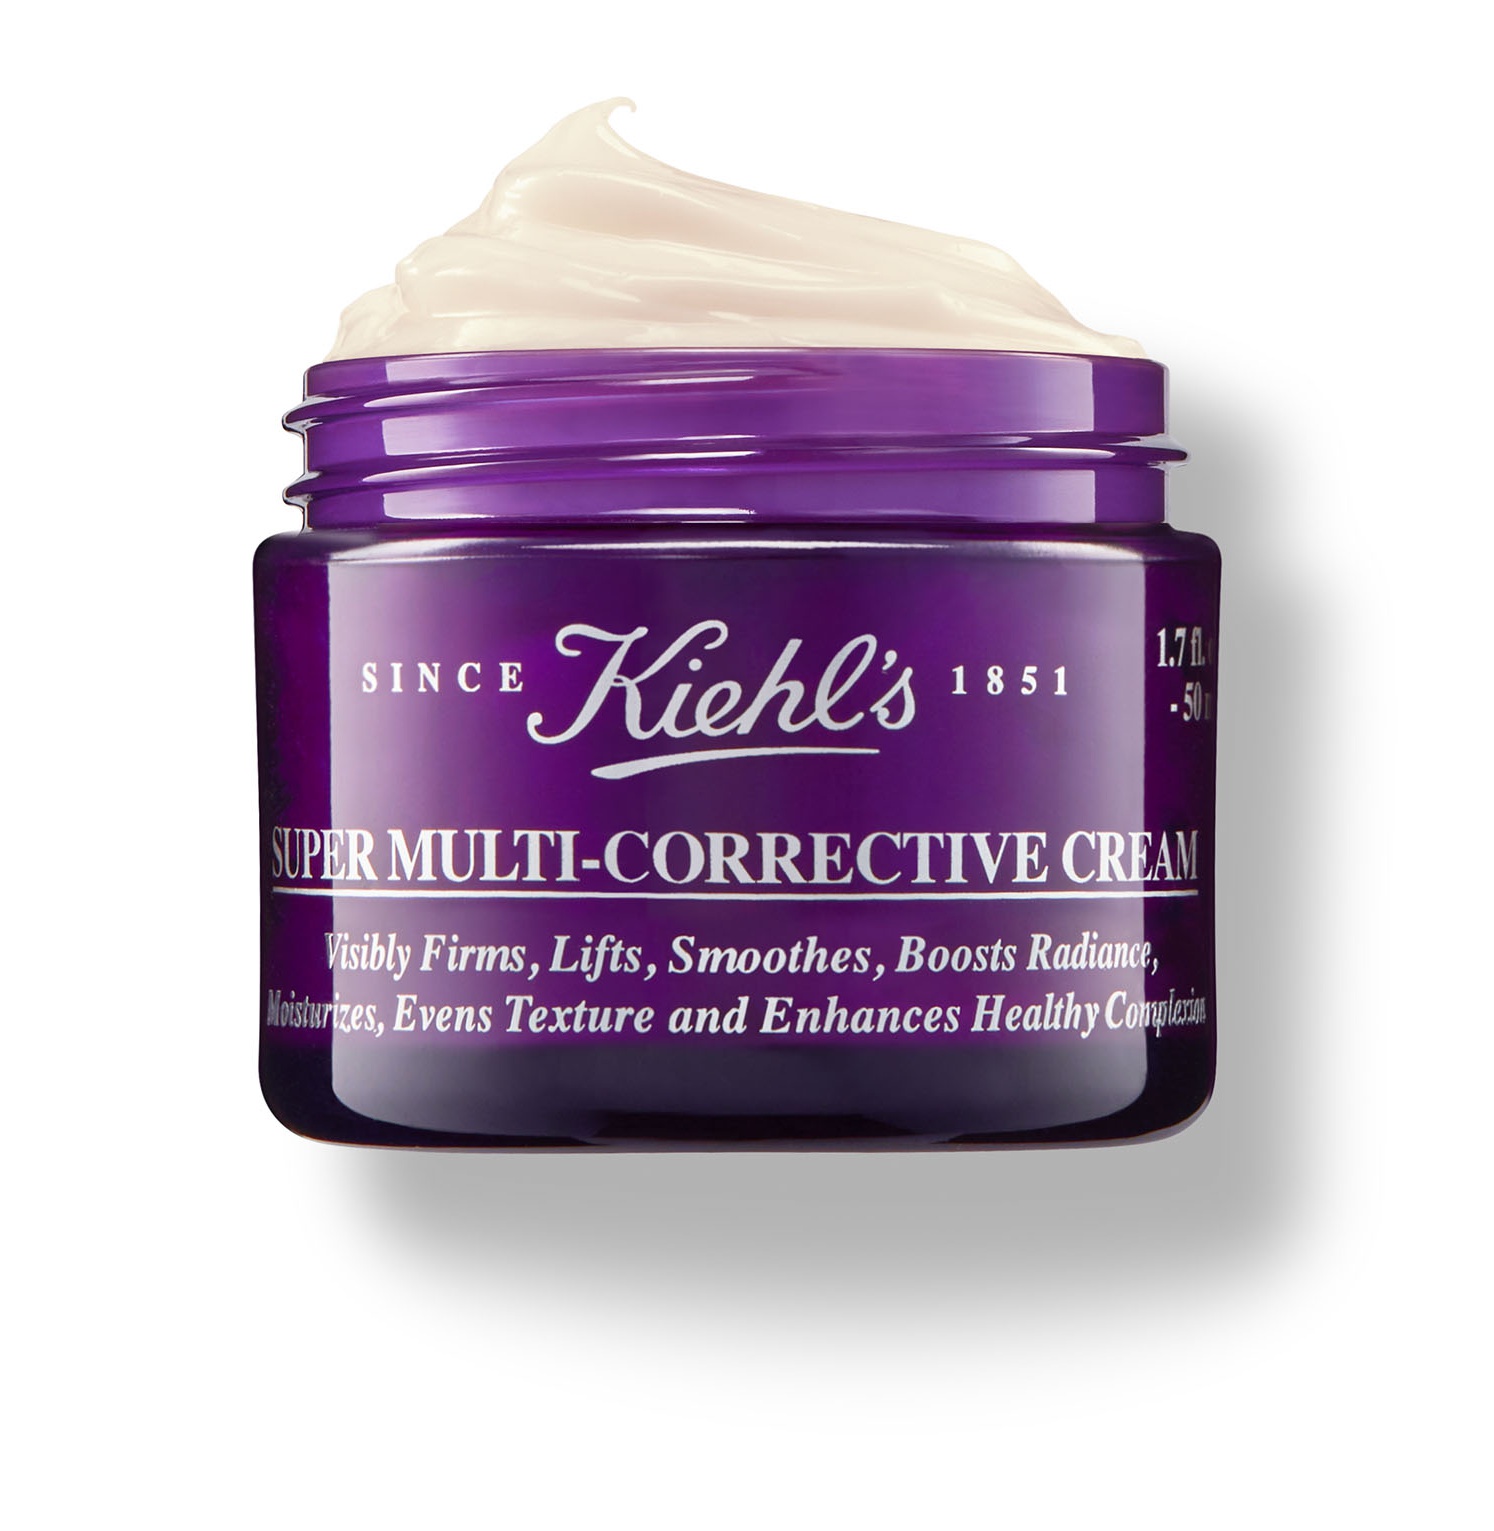 SINCE Kiehl's 1851
1.7 fl.
- 50
SUPER MULTI-CORRECTIVE CREAM
Visibly Firms, Lifts, Smoothes, Boosts Radiance,
Moisturizes, Evens Texture and Enhances Healthy Complexion